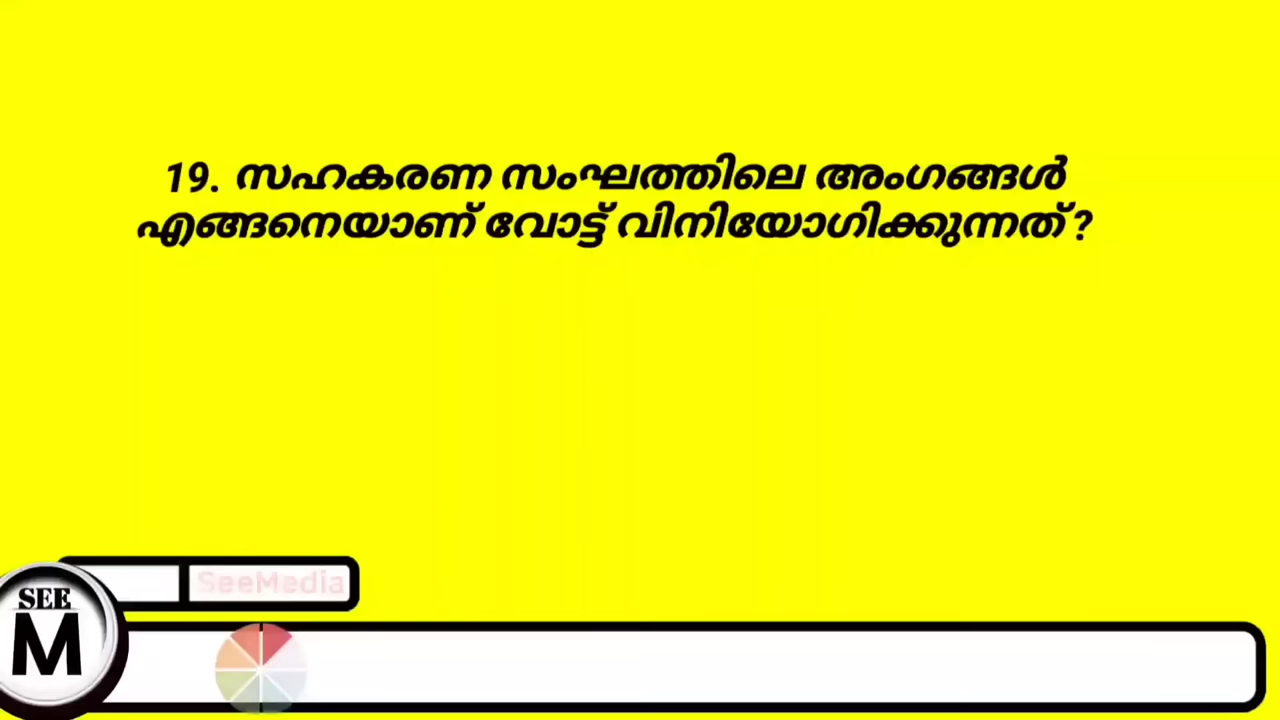 19. സഹകരണ സംഘത്തിലെ അംഗങ്ങൾ
എങ്ങനെയാണ് വോട്ട് വിനിയോഗിക്കുന്നത് ?
SeeMedia
SEE
M